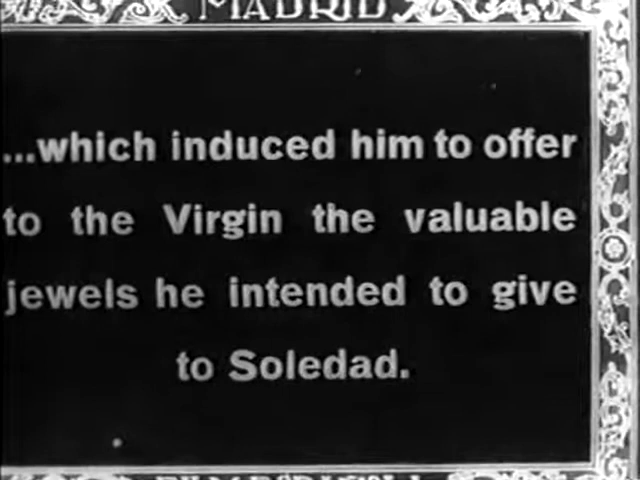 MADRID
...which induced him to offer
to the Virgin the valuable
jewels he intended to give
to Soledad.